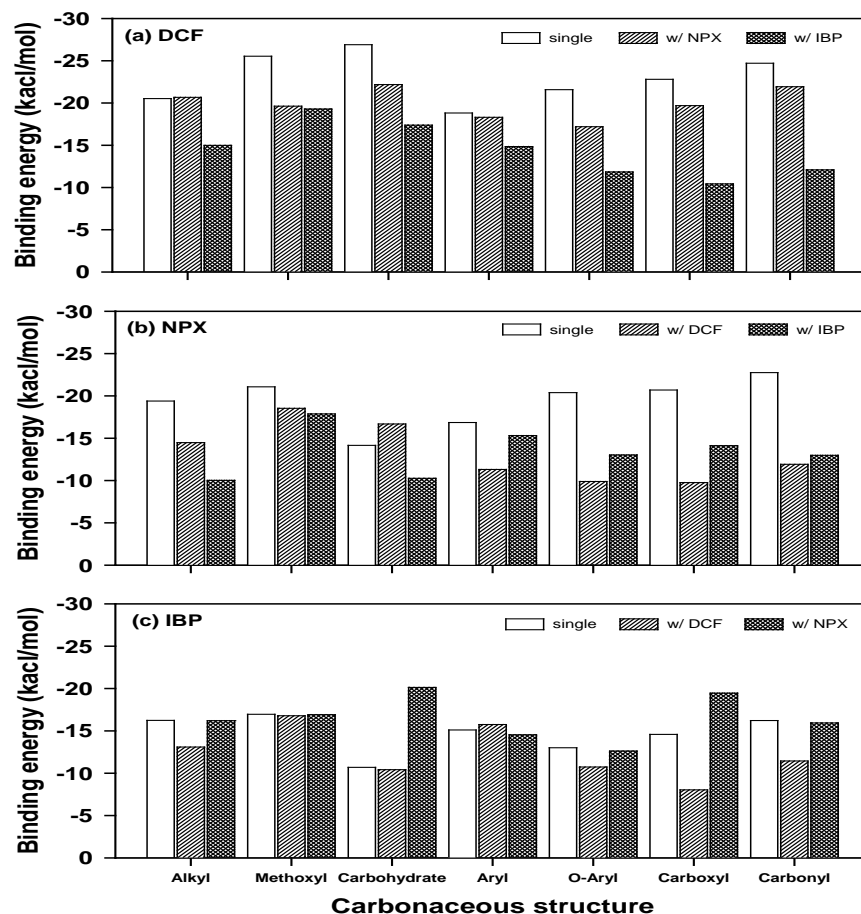 -30
(a) DCF
single
w/ NPX
w/ IBP
-25
-20
-15
-10
-5
0
Binding energy (kacl/mol)
-30
(b) NPX
single
w/ DCF
w/ IBP
-25
-20
-15
-10
-5
0
Binding energy (kacl/mol)
-30
(c) IBP
single
w/ DCF
w/ NPX
-25
-20
-15
-10
-5
0
Binding energy (kacl/mol)
Alkyl Methoxyl Carbohydrate Aryl O-Aryl Carboxyl Carbonyl
Carbonaceous structure